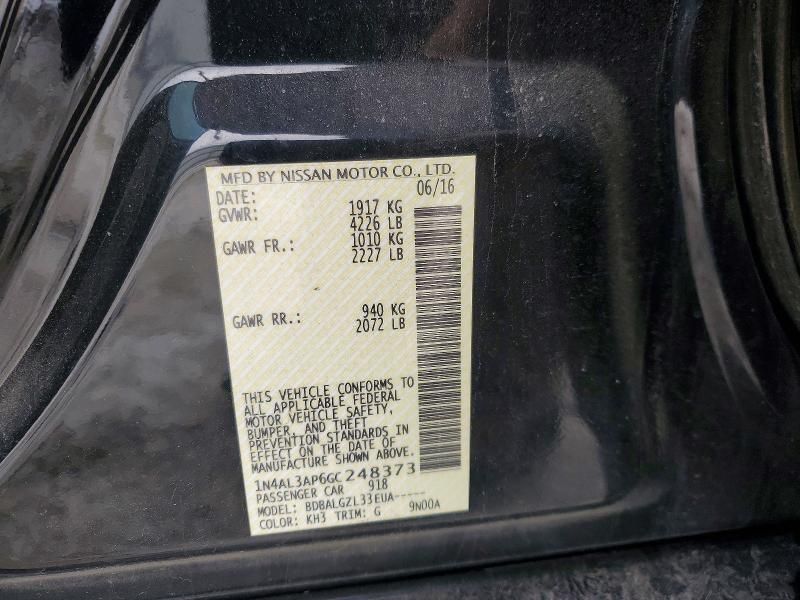 MFD BY NISSAN MOTOR CO., LTD.
DATE: 06/16
GVWR: 1917 KG
4226 LB
GAWR FR.: 1010 KG
2227 LB
GAWR RR.: 940 KG
2072 LB
THIS VEHICLE CONFORMS TO
ALL APPLICABLE FEDERAL
MOTOR VEHICLE SAFETY,
BUMPER, AND THEFT
PREVENTION STANDARDS IN
EFFECT ON THE DATE OF
MANUFACTURE SHOWN ABOVE.
1N4AL3AP6GC248373
PASSENGER CAR 918
MODEL: BDBALGZL33EUA-----
COLOR: KH3 TRIM: G 9N00A